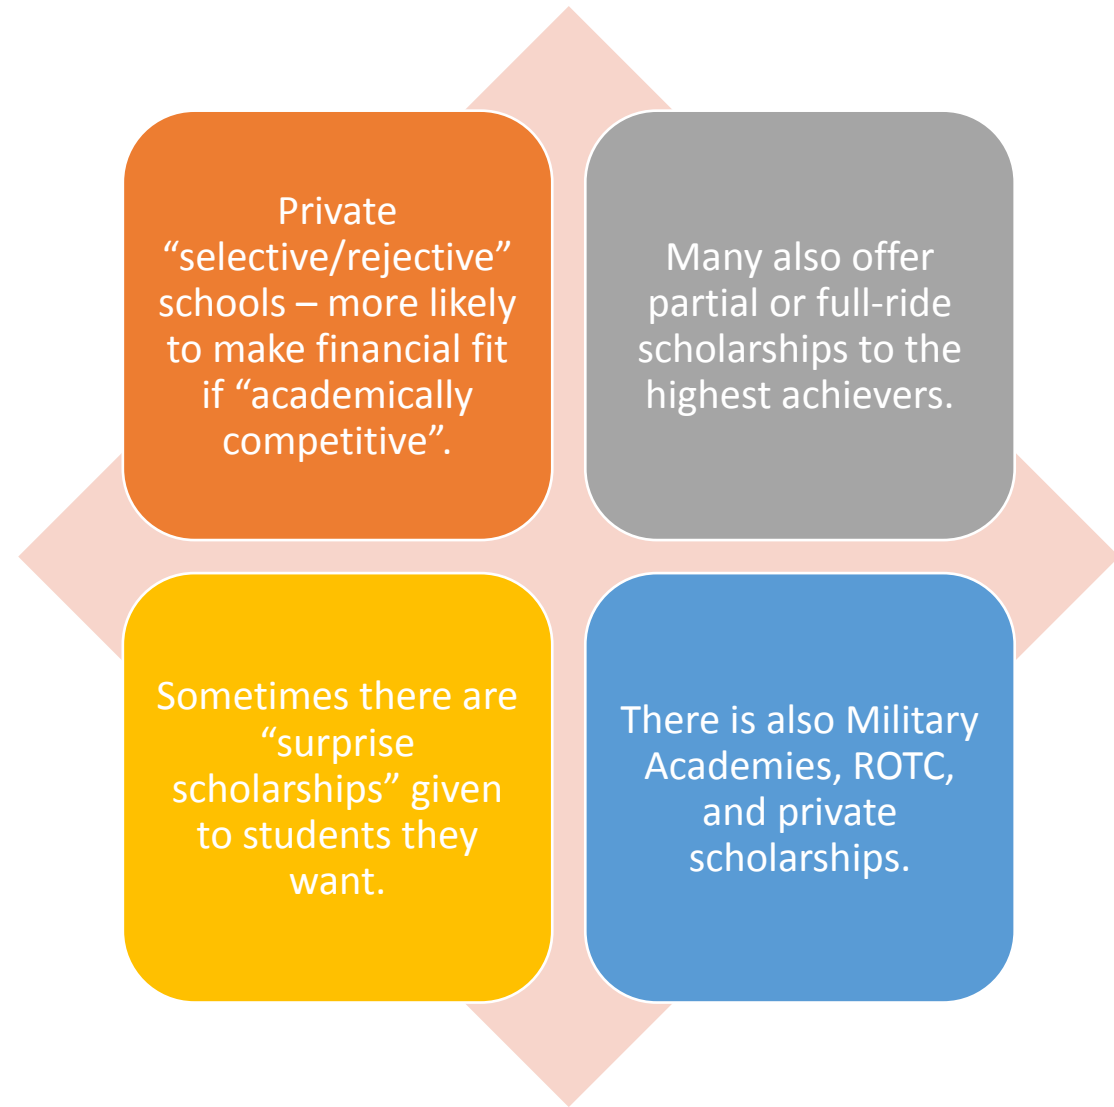 Private
“selective/rejective”
schools – more likely
to make financial fit
if “academically
competitive”.
Many also offer
partial or full-ride
scholarships to the
highest achievers.
Sometimes there are
“surprise
scholarships” given
to students they
want.
There is also Military
Academies, ROTC,
and private
scholarships.